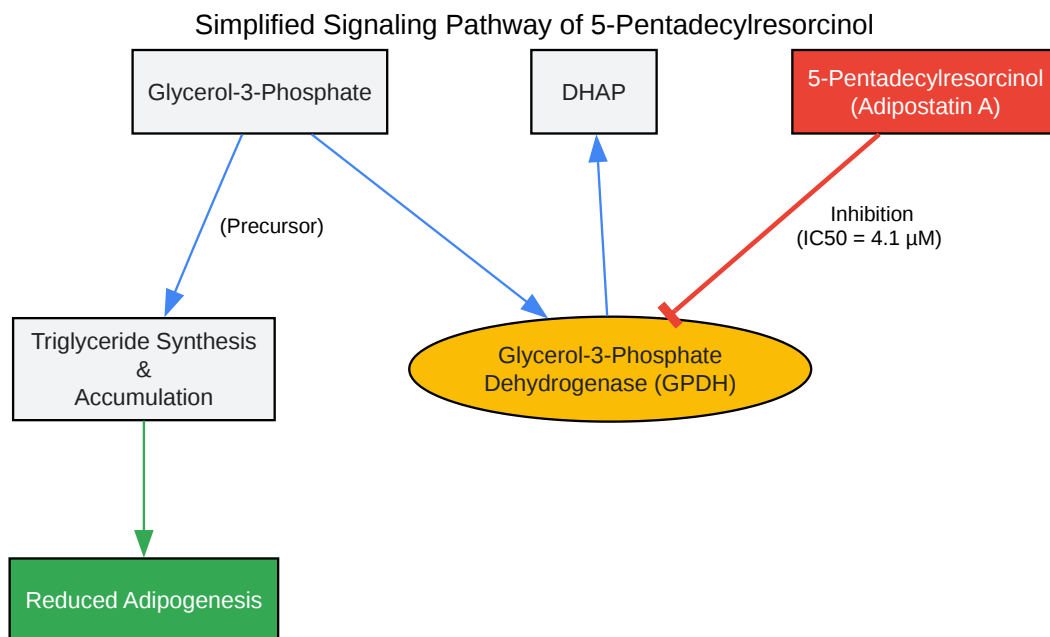 Simplified Signaling Pathway of 5-Pentadecylresorcinol
Glycerol-3-Phosphate
DHAP
5-Pentadecylresorcinol
(Adipostatin A)
(Precursor)
Inhibition
(IC50 = 4.1 µM)
Triglyceride Synthesis
&
Accumulation
Glycerol-3-Phosphate
Dehydrogenase (GPDH)
Reduced Adipogenesis